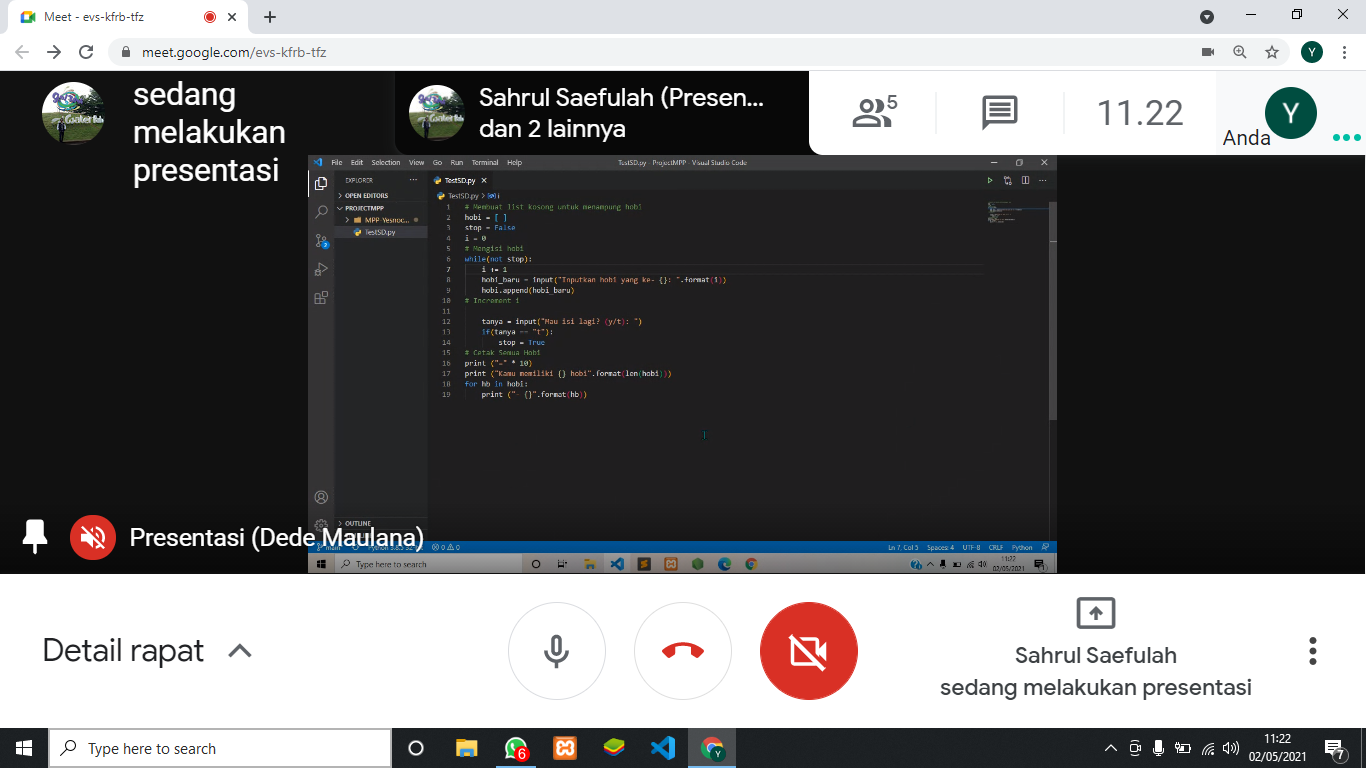 Meet - evs-kfrb-tfz
meet.google.com/evs-kfrb-tfz
Y
sedang
melakukan
presentasi
Sahrul Saefulah (Presen...
dan 2 lainnya
5
11.22
Anda
Y
File Edit Selection View Go Run Terminal Help
TestSD.py - ProjectMPP - Visual Studio Code
EXPLORER
TestSD.py
OPEN EDITORS
TestSD.py
PROJECTMPP
MPP-Yesnoc...
TestSD.py
1 # Membuat list kosong untuk menampung hobi
2 hobi = [ ]
3 stop = False
4 i = 0
5 # Mengisi hobi
6 while(not stop):
7 i += 1
8 hobi_baru = input("Inputkan hobi yang ke- {}: ".format(i))
9 hobi.append(hobi_baru)
10 # Increment i
11
12 tanya = input("Mau isi lagi? (y/t): ")
13 if(tanya == "t"):
14 stop = True
15 # Cetak Semua Hobi
16 print ("=" * 10)
17 print ("Kamu memiliki {} hobi".format(len(hobi)))
18 for hb in hobi:
19 print ("- {}".format(hb))
OUTLINE
Presentasi (Dede Maulana)
main
0 0
Ln 7, Col 5 Spaces: 4 UTF-8 CRLF Python
Type here to search
11:22
02/05/2021
Detail rapat
Sahrul Saefulah
sedang melakukan presentasi
Type here to search
6
Y
11:22
02/05/2021
7